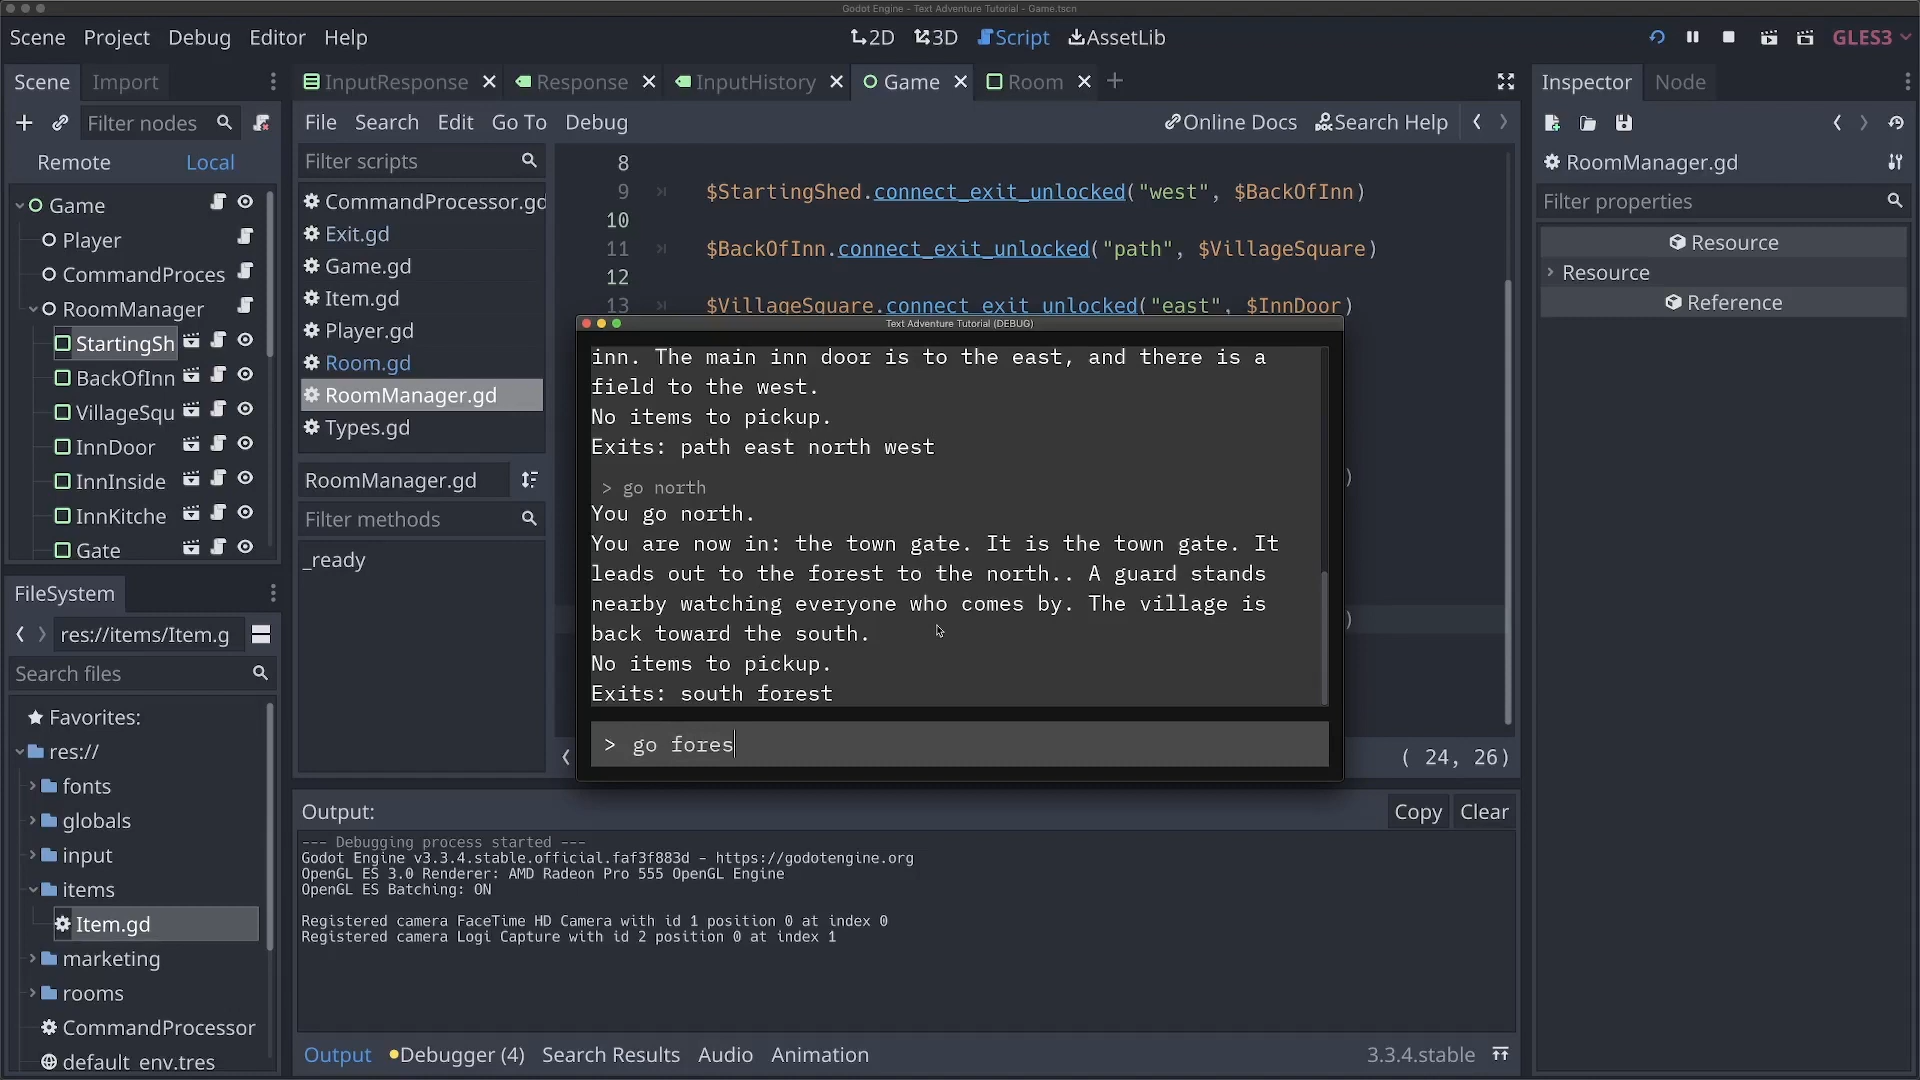 Godot Engine - Text Adventure Tutorial - Game.tscn
Scene Project Debug Editor Help
2D 3D Script AssetLib
GLES3
Scene Import
InputResponse Response InputHistory Game Room
Inspector Node
Filter nodes
File Search Edit Go To Debug
Online Docs Search Help
Remote Local
Game
Player
CommandProces
RoomManager
StartingSh
BackOfInn
VillageSqu
InnDoor
InnInside
InnKitche
Gate
FileSystem
res://items/Item.g
Search files
Favorites:
res://
fonts
globals
input
items
Item.gd
marketing
rooms
CommandProcessor
default_env.tres
Filter scripts
CommandProcessor.gd
Exit.gd
Game.gd
Item.gd
Player.gd
Room.gd
RoomManager.gd
Types.gd
RoomManager.gd
Filter methods
_ready
8
9 $StartingShed.connect_exit_unlocked("west", $BackOfInn)
10
11 $BackOfInn.connect_exit_unlocked("path", $VillageSquare)
12
13 $VillageSquare.connect_exit_unlocked("east", $InnDoor)
)
)
( 24, 26)
Text Adventure Tutorial (DEBUG)
inn. The main inn door is to the east, and there is a
field to the west.
No items to pickup.
Exits: path east north west
> go north
You go north.
You are now in: the town gate. It is the town gate. It
leads out to the forest to the north.. A guard stands
nearby watching everyone who comes by. The village is
back toward the south.
No items to pickup.
Exits: south forest
> go fores
Output:
Copy Clear
--- Debugging process started ---
Godot Engine v3.3.4.stable.official.faf3f883d - https://godotengine.org
OpenGL ES 3.0 Renderer: AMD Radeon Pro 555 OpenGL Engine
OpenGL ES Batching: ON
Registered camera FaceTime HD Camera with id 1 position 0 at index 0
Registered camera Logi Capture with id 2 position 0 at index 1
Output Debugger (4) Search Results Audio Animation
3.3.4.stable
RoomManager.gd
Filter properties
Resource
Resource
Reference